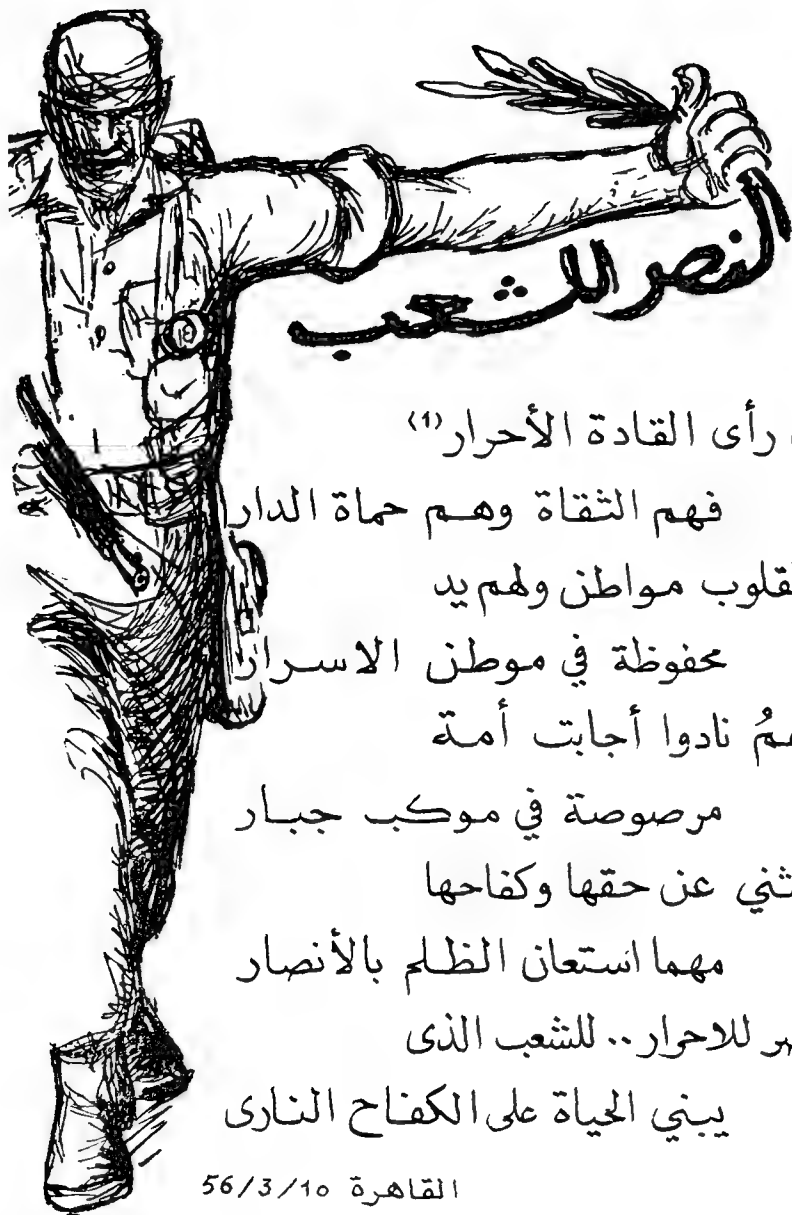 النصر للشعب
رأى القادة الأحرار (١)
فهم الثقاة وهم حماة الدار
مواطن ولهم يد
محفوظة في موطن الاسرار
نادوا أجابت أمة
مرصوصة في موكب جبار
عن حقها وكفاحها
مهما استعان الظلم بالأنصار
للاحرار .. للشعب الذى
يبني الحياة على الكفاح النارى
القاهرة 56/3/10